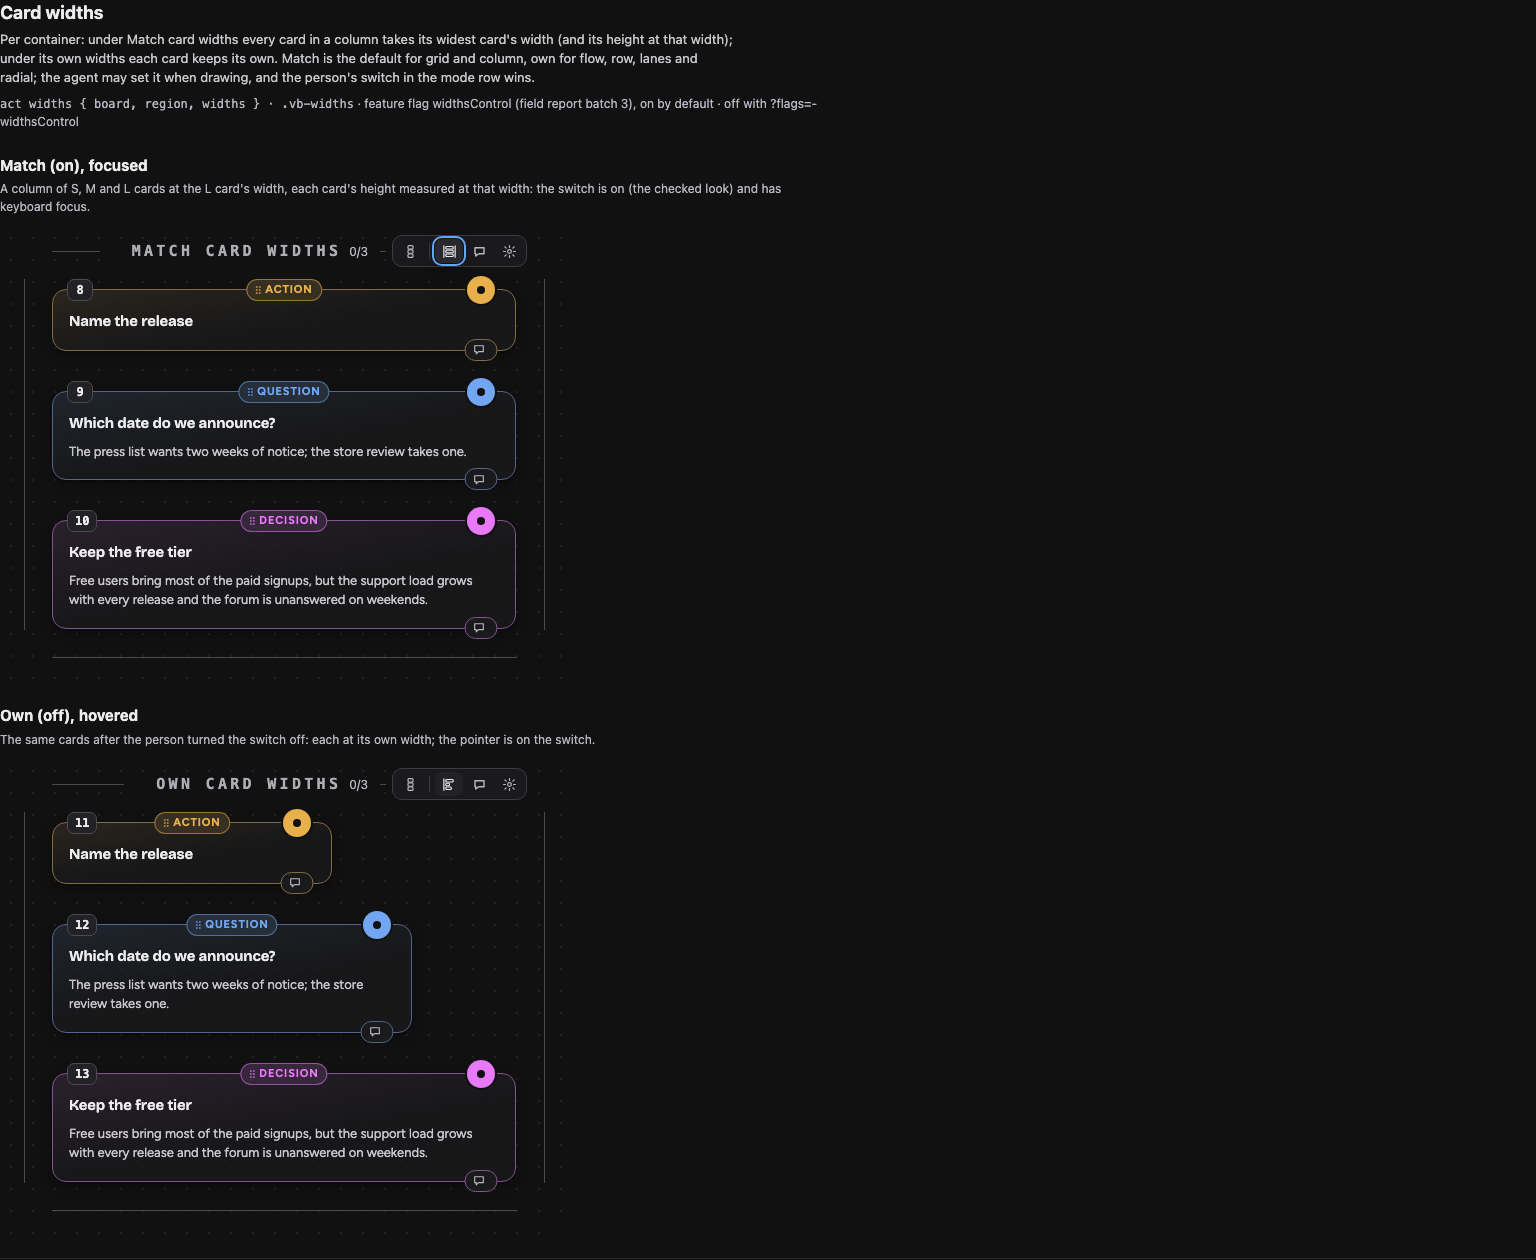 Card widths
Per container: under Match card widths every card in a column takes its widest card's width (and its height at that width);
under its own widths each card keeps its own. Match is the default for grid and column, own for flow, row, lanes and
radial; the agent may set it when drawing, and the person's switch in the mode row wins.
act widths { board, region, widths } · .vb-widths · feature flag widthsControl (field report batch 3), on by default · off with ?flags=-
widthsControl
Match (on), focused
A column of S, M and L cards at the L card's width, each card's height measured at that width: the switch is on (the checked look) and has
keyboard focus.
MATCH CARD WIDTHS 0/3
8 ACTION
Name the release
9 QUESTION
Which date do we announce?
The press list wants two weeks of notice; the store review takes one.
10 DECISION
Keep the free tier
Free users bring most of the paid signups, but the support load grows
with every release and the forum is unanswered on weekends.
Own (off), hovered
The same cards after the person turned the switch off: each at its own width; the pointer is on the switch.
OWN CARD WIDTHS 0/3
11 ACTION
Name the release
12 QUESTION
Which date do we announce?
The press list wants two weeks of notice; the store
review takes one.
13 DECISION
Keep the free tier
Free users bring most of the paid signups, but the support load grows
with every release and the forum is unanswered on weekends.